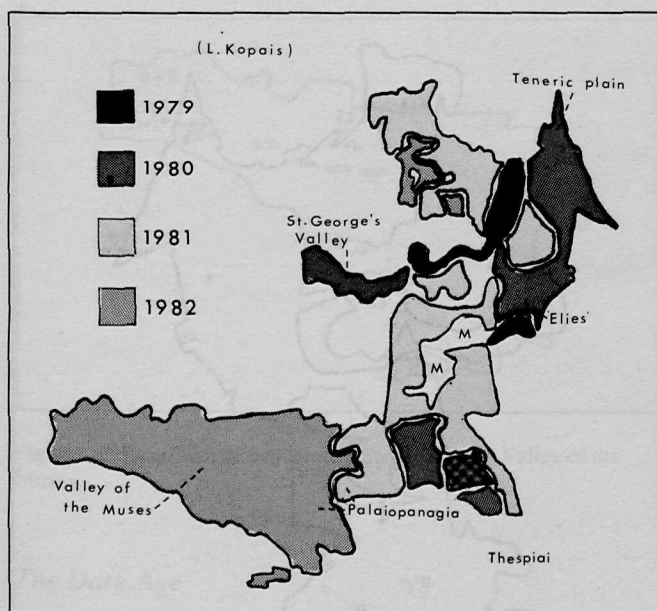 (L. Kopais)
Teneric plain
1979
1980
1981
1982
St. George's
Valley
Elies
M
M
Valley of
the Muses
Palaiopanagia
Thespiai
The Dark Age